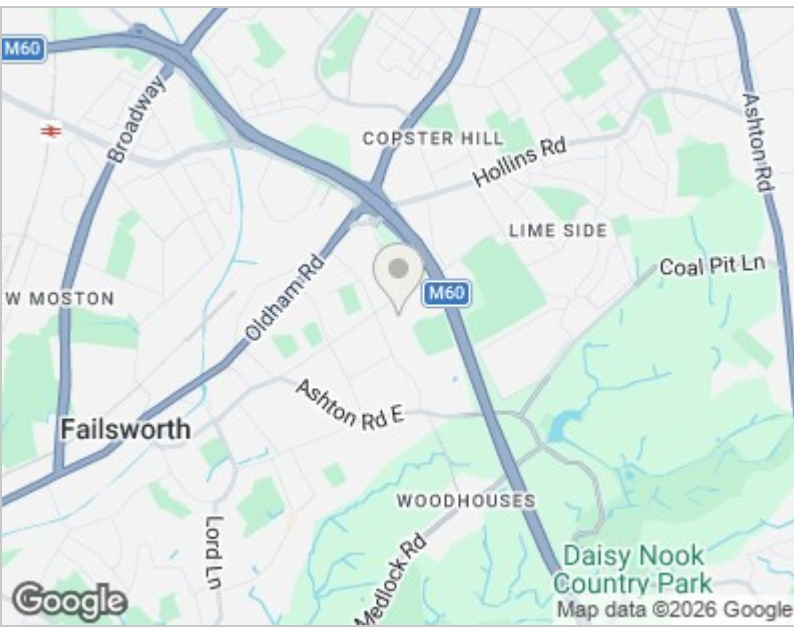 M60
Broadway
COPSTER HILL
Hollins Rd
Ashton Rd
LIME SIDE
Coal Pit Ln
W MOSTON
Oldham Rd
M60
Ashton Rd E
Failsworth
WOODHOUSES
Lord Ln
Medlock Rd
Daisy Nook
Country Park
Google
Map data ©2026 Google